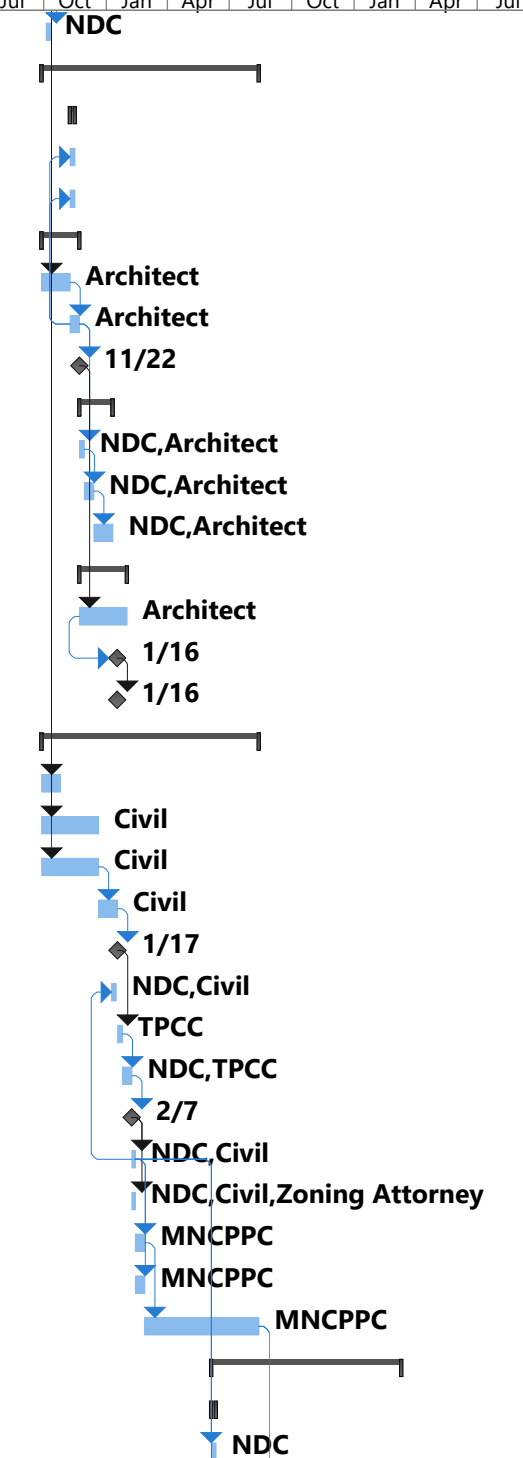 Jul Oct Jan Apr Jul Oct Jan Apr Jul
NDC
Architect
Architect
11/22
NDC,Architect
NDC,Architect
NDC,Architect
Architect
1/16
1/16
Civil
Civil
Civil
1/17
NDC,Civil
TPCC
NDC,TPCC
2/7
NDC,Civil
NDC,Civil,Zoning Attorney
MNCPPC
MNCPPC
MNCPPC
NDC